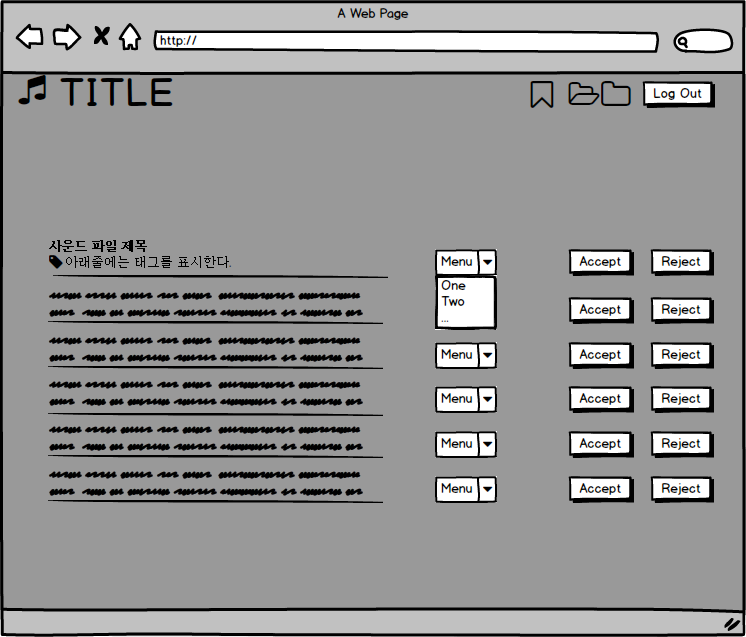 A Web Page
http://
TITLE
Log Out
사운드 파일 제목
아래줄에는 태그를 표시한다.
Menu
Accept
Reject
One
Two
...
Accept
Reject
Menu
Accept
Reject
Menu
Accept
Reject
Menu
Accept
Reject
Menu
Accept
Reject